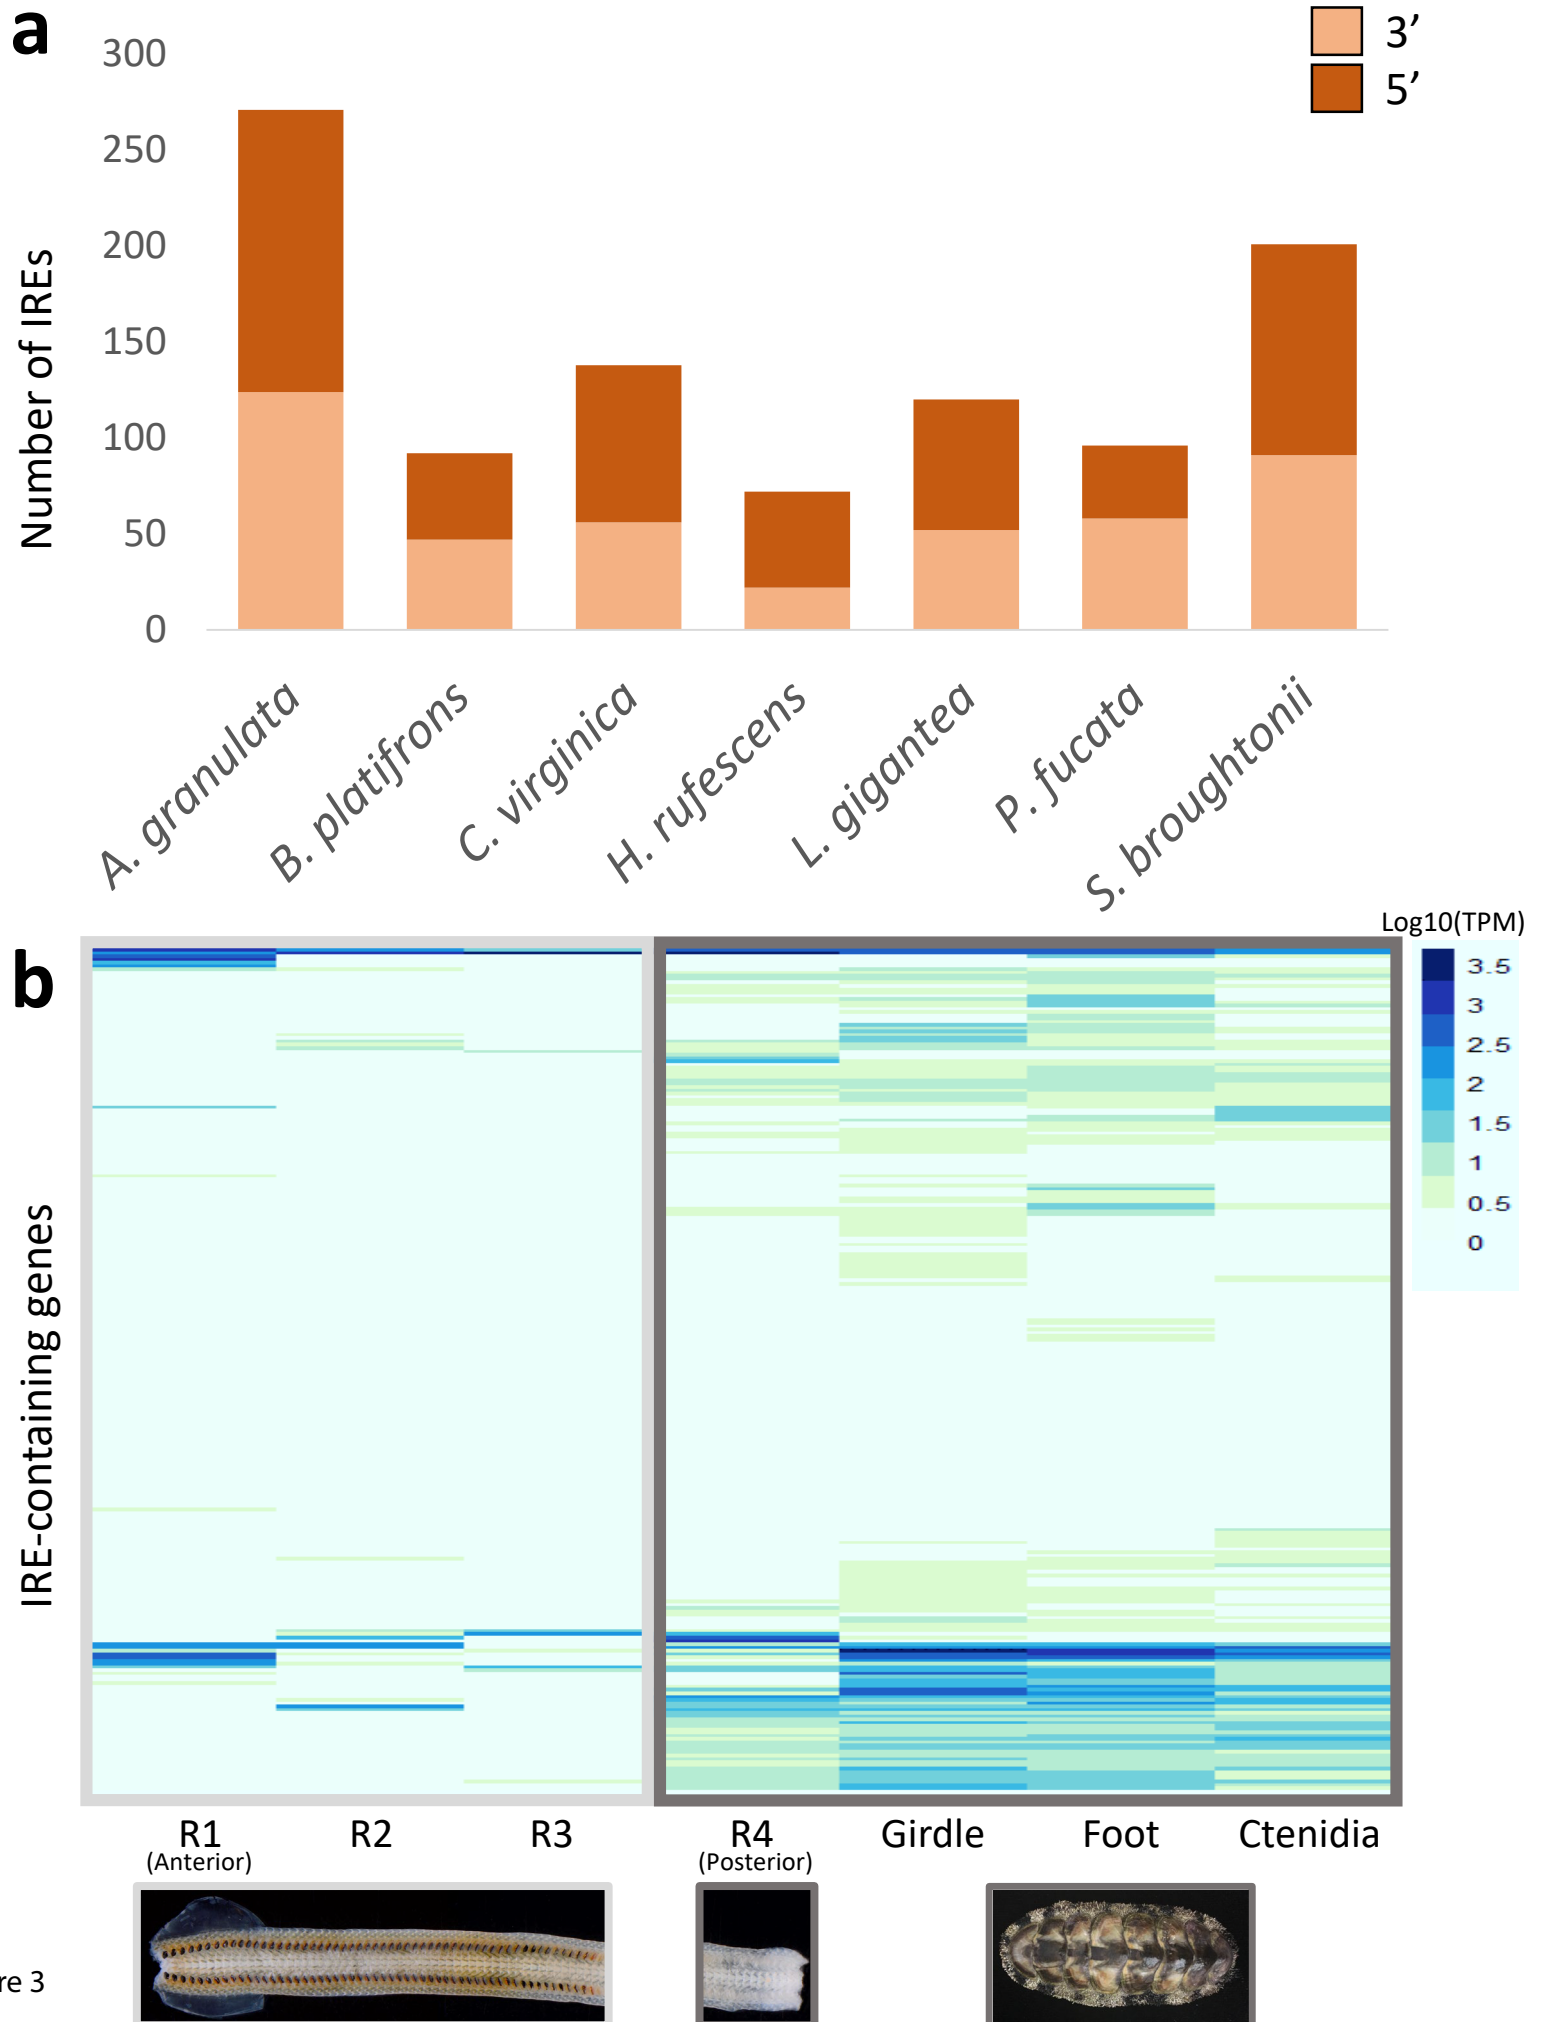 a
3’
5’
300
250
200
150
100
50
0
Number of IREs
A. granulata
B. platifrons
C. virginica
H. rufescens
L. gigantea
P. fucata
S. broughtonii
Log10(TPM)
b
3.5
3
2.5
2
1.5
1
0.5
0
IRE-containing genes
R1 R2 R3 R4 Girdle Foot Ctenidia
(Anterior) (Posterior)
re 3